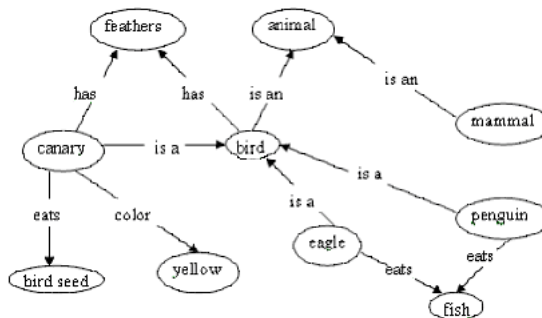 feathers
animal
has
has
is an
is an
mammal
canary
is a
bird
is a
is a
penguin
eats
color
eagle
eats
eats
bird seed
yellow
fish